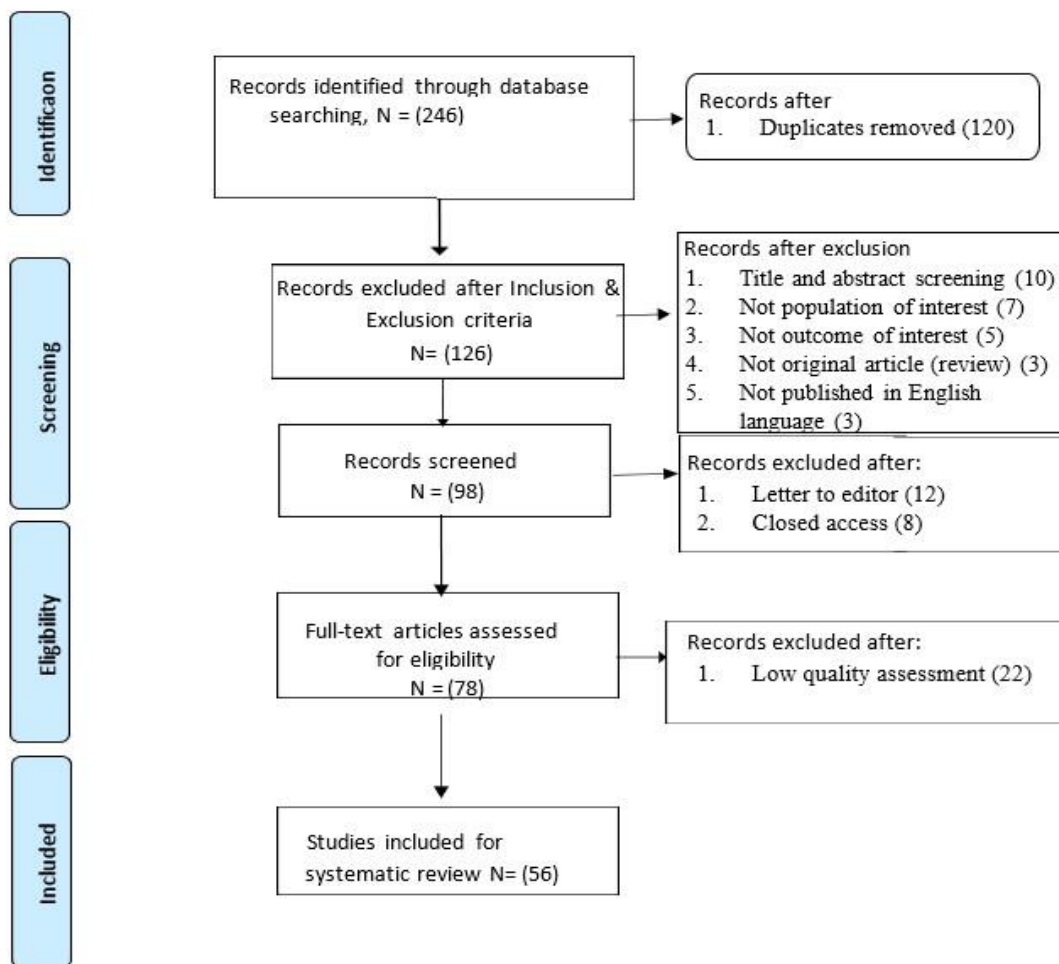 Identificaon
Records identified through database
searching, N = (246)
Records after
1. Duplicates removed (120)
Screening
Records excluded after Inclusion &
Exclusion criteria
N= (126)
Records after exclusion
1. Title and abstract screening (10)
2. Not population of interest (7)
3. Not outcome of interest (5)
4. Not original article (review) (3)
5. Not published in English
language (3)
Records screened
N = (98)
Records excluded after:
1. Letter to editor (12)
2. Closed access (8)
Eligibility
Full-text articles assessed
for eligibility
N = (78)
Records excluded after:
1. Low quality assessment (22)
Included
Studies included for
systematic review N= (56)